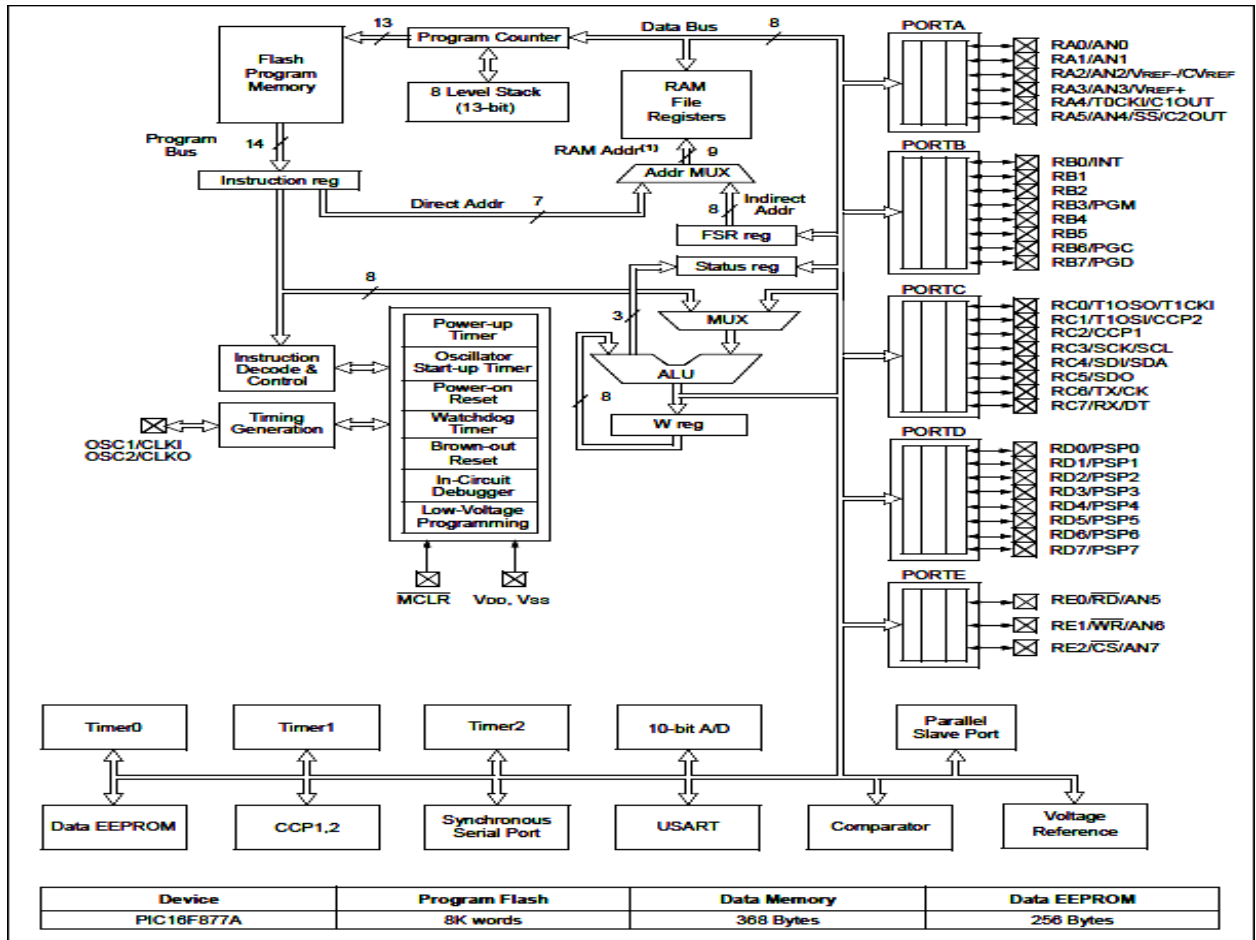 13
Program Counter
Data Bus
8
PORTA
Flash
Program
Memory
8 Level Stack
(13-bit)
RAM
File
Registers
RA0/AN0
RA1/AN1
RA2/AN2/VREF-/CVREF
RA3/AN3/VREF+
RA4/T0CKI/C1OUT
RA5/AN4/SS/C2OUT
Program
Bus
14
RAM Addr(1)
9
PORTB
Instruction reg
Addr MUX
Direct Addr
7
8
Indirect
Addr
FSR reg
RB0/INT
RB1
RB2
RB3/PGM
RB4
RB5
RB6/PGC
RB7/PGD
Status reg
8
PORTC
3
MUX
RC0/T1OSO/T1CKI
RC1/T1OSI/CCP2
RC2/CCP1
RC3/SCK/SCL
RC4/SDI/SDA
RC5/SDO
RC6/TX/CK
RC7/RX/DT
Power-up
Timer
Oscillator
Start-up Timer
Power-on
Reset
Watchdog
Timer
Brown-out
Reset
In-Circuit
Debugger
Low-Voltage
Programming
Instruction
Decode &
Control
ALU
8
Timing
Generation
W reg
OSC1/CLKI
OSC2/CLKO
PORTD
RD0/PSP0
RD1/PSP1
RD2/PSP2
RD3/PSP3
RD4/PSP4
RD5/PSP5
RD6/PSP6
RD7/PSP7
MCLR
VDD, VSS
PORTE
RE0/RD/AN5
RE1/WR/AN6
RE2/CS/AN7
Timer0
Timer1
Timer2
10-bit A/D
Parallel
Slave Port
Data EEPROM
CCP1,2
Synchronous
Serial Port
USART
Comparator
Voltage
Reference
Device Program Flash Data Memory Data EEPROM
PIC16F877A 8K words 368 Bytes 256 Bytes